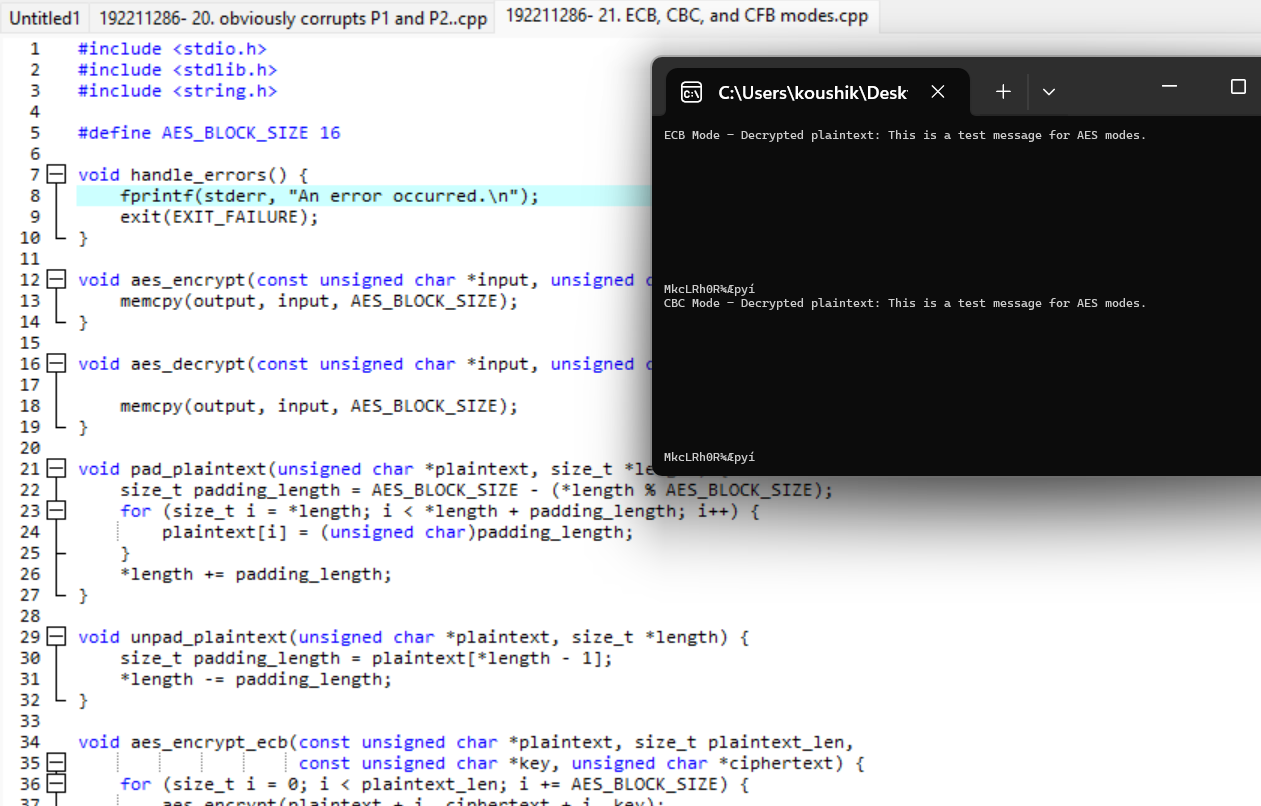 Untitled1
192211286- 20. obviously corrupts P1 and P2..cpp
192211286- 21. ECB, CBC, and CFB modes.cpp
1 #include <stdio.h>
2 #include <stdlib.h>
3 #include <string.h>
4
5 #define AES_BLOCK_SIZE 16
6
7 void handle_errors() {
8 fprintf(stderr, "An error occurred.\n");
9 exit(EXIT_FAILURE);
10 }
11
12 void aes_encrypt(const unsigned char *input, unsigned
13 memcpy(output, input, AES_BLOCK_SIZE);
14 }
15
16 void aes_decrypt(const unsigned char *input, unsigned
17
18 memcpy(output, input, AES_BLOCK_SIZE);
19 }
20
21 void pad_plaintext(unsigned char *plaintext, size_t
22 size_t padding_length = AES_BLOCK_SIZE - (*length % AES_BLOCK_SIZE);
23 for (size_t i = *length; i < *length + padding_length; i++) {
24 plaintext[i] = (unsigned char)padding_length;
25 }
26 *length += padding_length;
27 }
28
29 void unpad_plaintext(unsigned char *plaintext, size_t *length) {
30 size_t padding_length = plaintext[*length - 1];
31 *length -= padding_length;
32 }
33
34 void aes_encrypt_ecb(const unsigned char *plaintext, size_t plaintext_len,
35 const unsigned char *key, unsigned char *ciphertext) {
36 for (size_t i = 0; i < plaintext_len; i += AES_BLOCK_SIZE) {
37 aes_encrypt(plaintext + i, ciphertext + i, key);
C:\Users\koushik\Desk
ECB Mode - Decrypted plaintext: This is a test message for AES modes.
MkcLRh0R%Æpyí
CBC Mode - Decrypted plaintext: This is a test message for AES modes.
MkcLRh0R%Æpyí